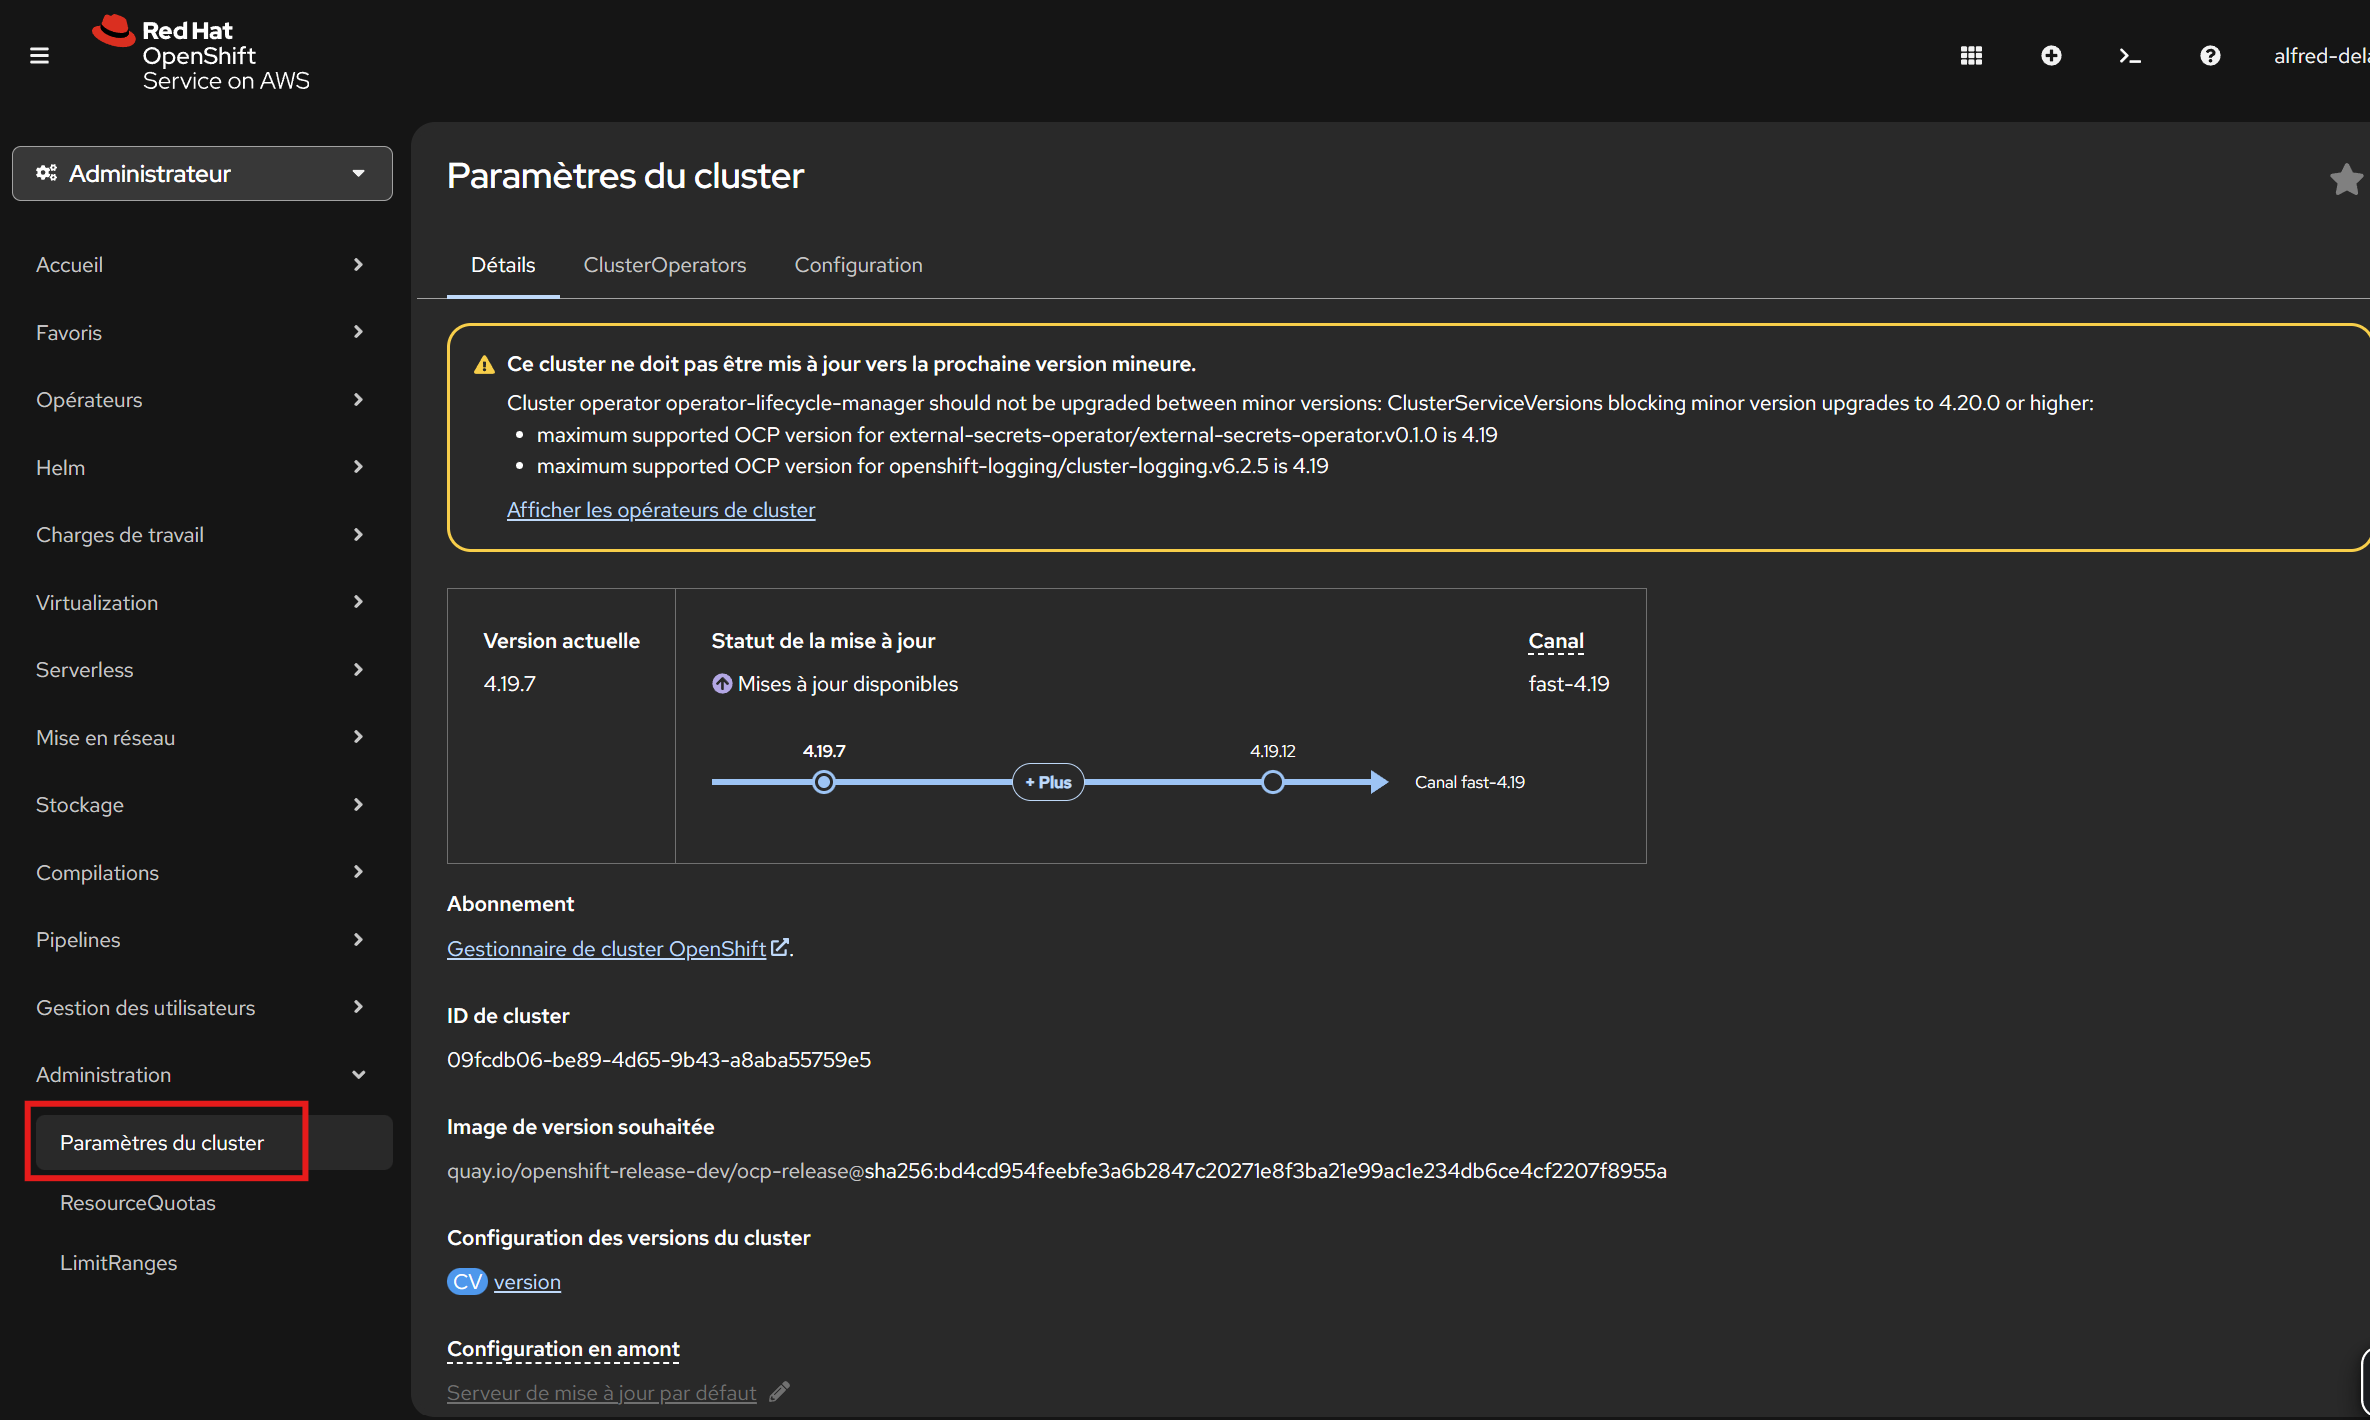 Red Hat
OpenShift
Service on AWS
alfred-dela
Administrateur
Accueil
Favoris
Opérateurs
Helm
Charges de travail
Virtualization
Serverless
Mise en réseau
Stockage
Compilations
Pipelines
Gestion des utilisateurs
Administration
Paramètres du cluster
ResourceQuotas
LimitRanges
Paramètres du cluster
Détails
ClusterOperators
Configuration
Ce cluster ne doit pas être mis à jour vers la prochaine version mineure.
Cluster operator operator-lifecycle-manager should not be upgraded between minor versions: ClusterServiceVersions blocking minor version upgrades to 4.20.0 or higher:
• maximum supported OCP version for external-secrets-operator/external-secrets-operator.v0.1.0 is 4.19
• maximum supported OCP version for openshift-logging/cluster-logging.v6.2.5 is 4.19
Afficher les opérateurs de cluster
Version actuelle
4.19.7
Statut de la mise à jour
Mises à jour disponibles
Canal
fast-4.19
4.19.7
+ Plus
4.19.12
Canal fast-4.19
Abonnement
Gestionnaire de cluster OpenShift.
ID de cluster
09fcdb06-be89-4d65-9b43-a8aba55759e5
Image de version souhaitée
quay.io/openshift-release-dev/ocp-release@sha256:bd4cd954feebfe3a6b2847c20271e8f3ba21e99ac1e234db6ce4cf2207f8955a
Configuration des versions du cluster
CV version
Configuration en amont
Serveur de mise à jour par défaut